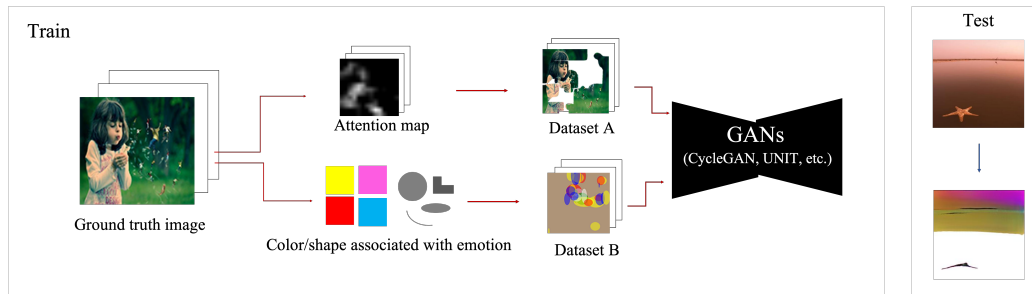 Train
Test
Attention map
Dataset A
GANs
(CycleGAN, UNIT, etc.)
Ground truth image
Color/shape associated with emotion
Dataset B